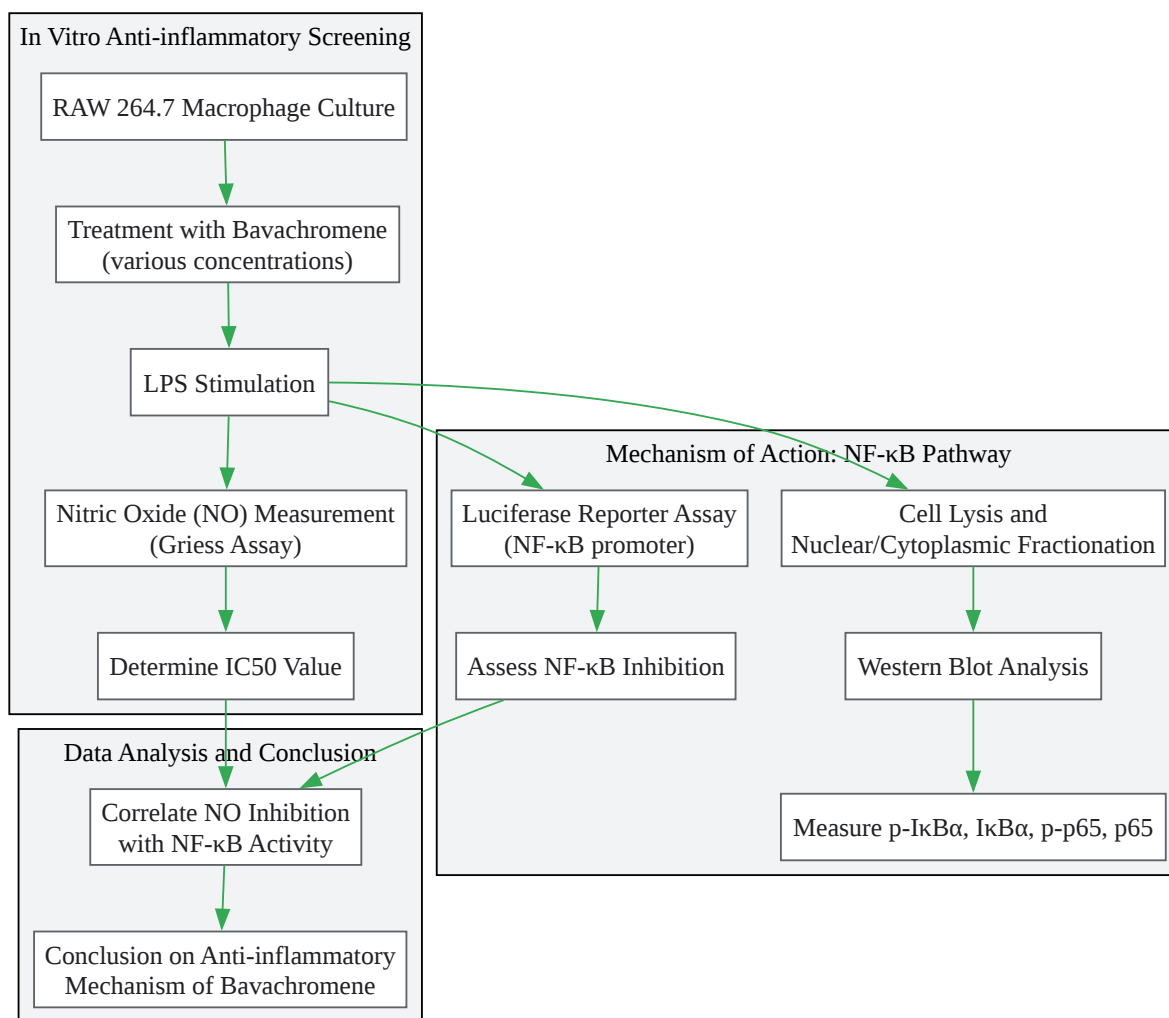 In Vitro Anti-inflammatory Screening
RAW 264.7 Macrophage Culture
Treatment with Bavachromene
(various concentrations)
LPS Stimulation
Nitric Oxide (NO) Measurement
(Griess Assay)
Determine IC50 Value
Mechanism of Action: NF-κB Pathway
Luciferase Reporter Assay
(NF-κB promoter)
Assess NF-κB Inhibition
Cell Lysis and
Nuclear/Cytoplasmic Fractionation
Western Blot Analysis
Measure p-IκBα, IκBα, p-p65, p65
Data Analysis and Conclusion
Correlate NO Inhibition
with NF-κB Activity
Conclusion on Anti-inflammatory
Mechanism of Bavachromene